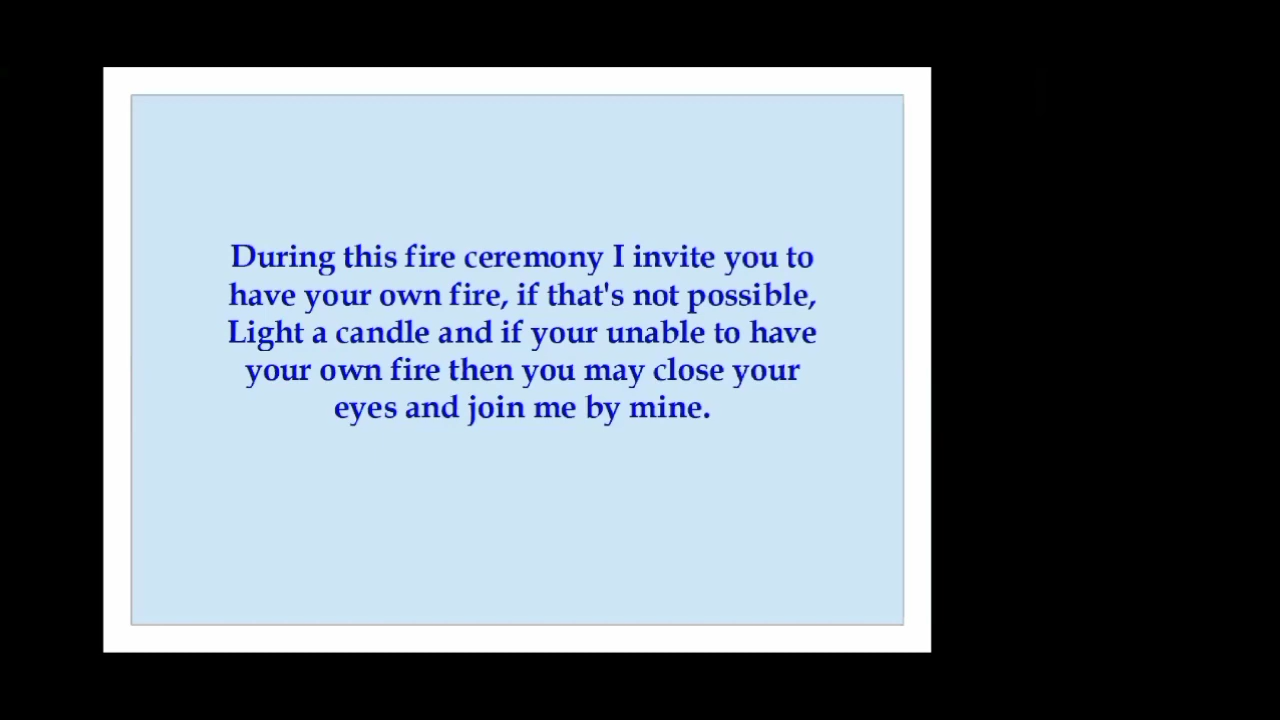 During this fire ceremony I invite you to
have your own fire, if that's not possible,
Light a candle and if your unable to have
your own fire then you may close your
eyes and join me by mine.